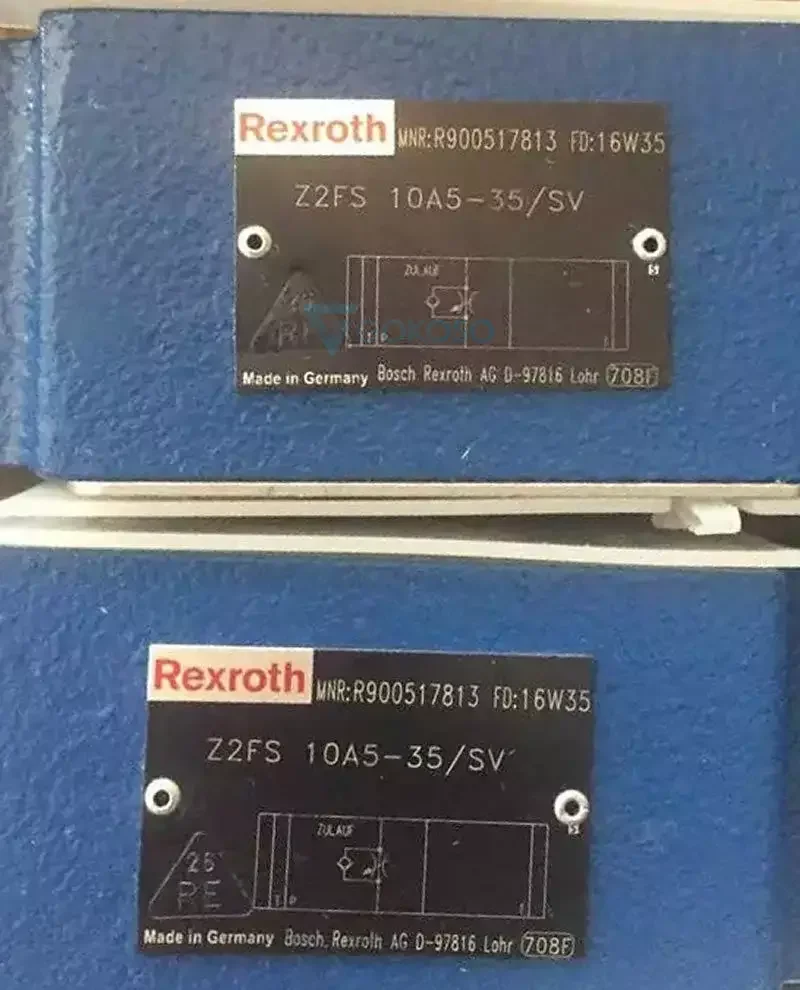 Rexroth MNR:R900517813 FD:16W35
Z2FS 10A5-35/SV
ZULAUF
T P T
Made in Germany Bosch Rexroth AG D-97816 Lohr 708F
Rexroth MNR:R900517813 FD:16W35
Z2FS 10A5-35/SV
ZULAUF
26
PE
T P T
Made in Germany Bosch Rexroth AG D-97816 Lohr 708F